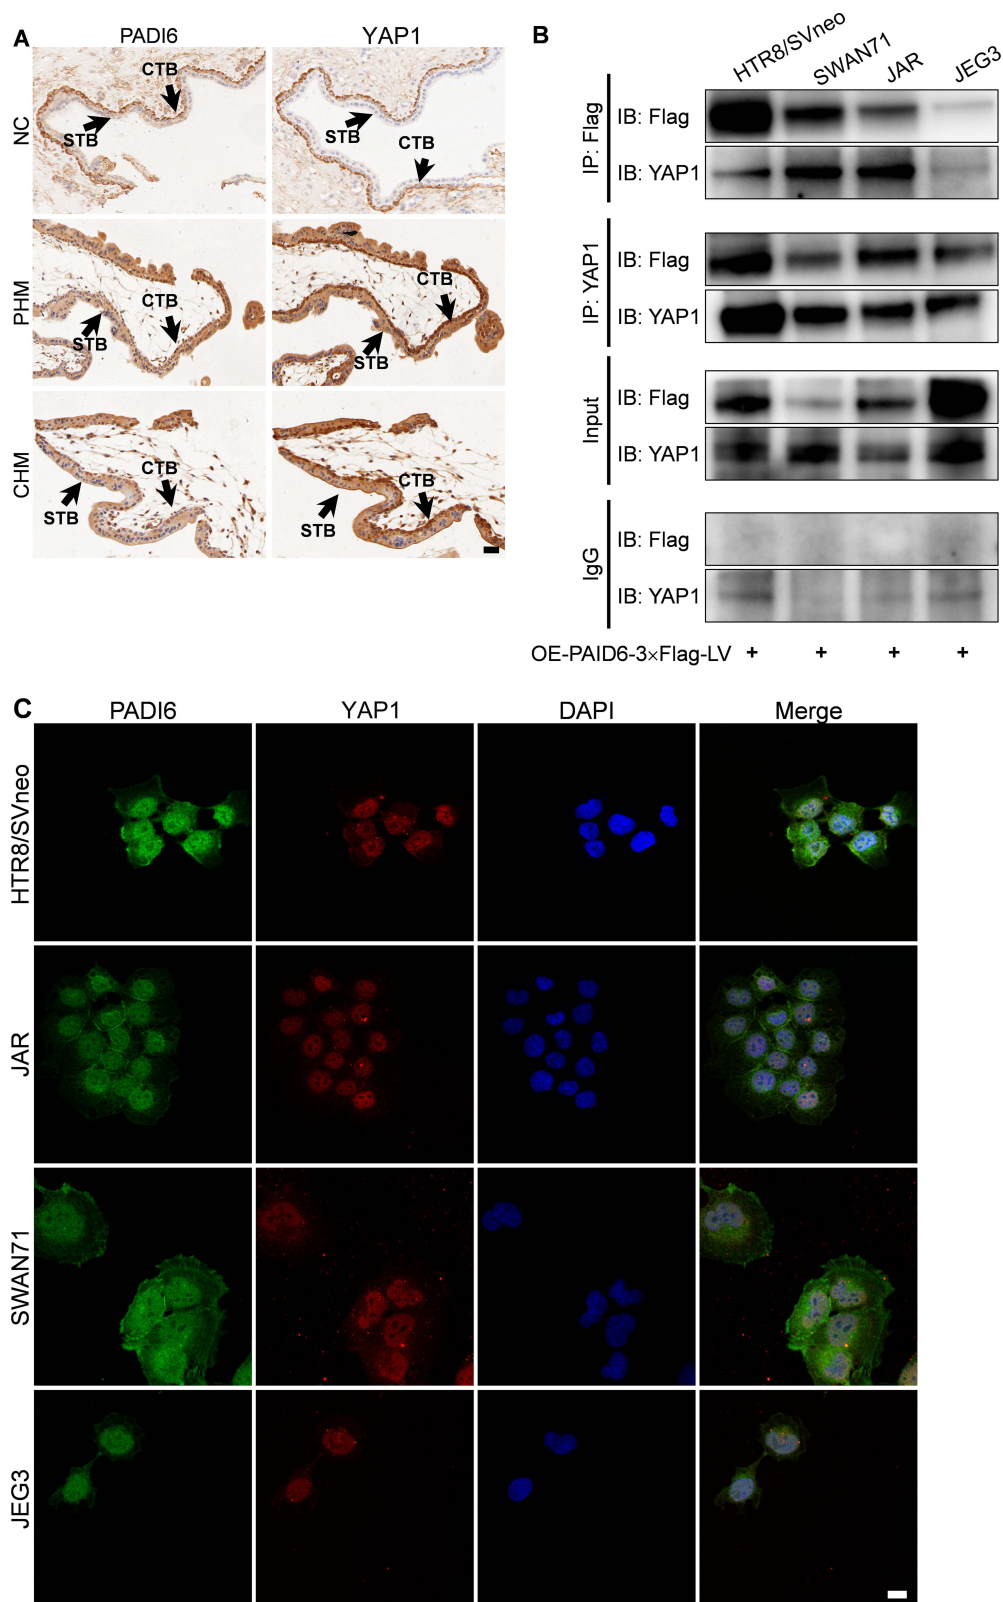 A
PADI6 YAP1
NC
CTB
STB
STB
CTB
PHM
CTB
STB
CTB
STB
CHM
CTB
STB
CTB
STB
B
HTR8/SVneo SWAN71 JAR JEG3
IP: Flag
IB: Flag
IB: YAP1
IP: YAP1
IB: Flag
IB: YAP1
Input
IB: Flag
IB: YAP1
IgG
IB: Flag
IB: YAP1
OE-PAID6-3×Flag-LV + + + +
C
PADI6 YAP1 DAPI Merge
HTR8/SVneo
JAR
SWAN71
JEG3